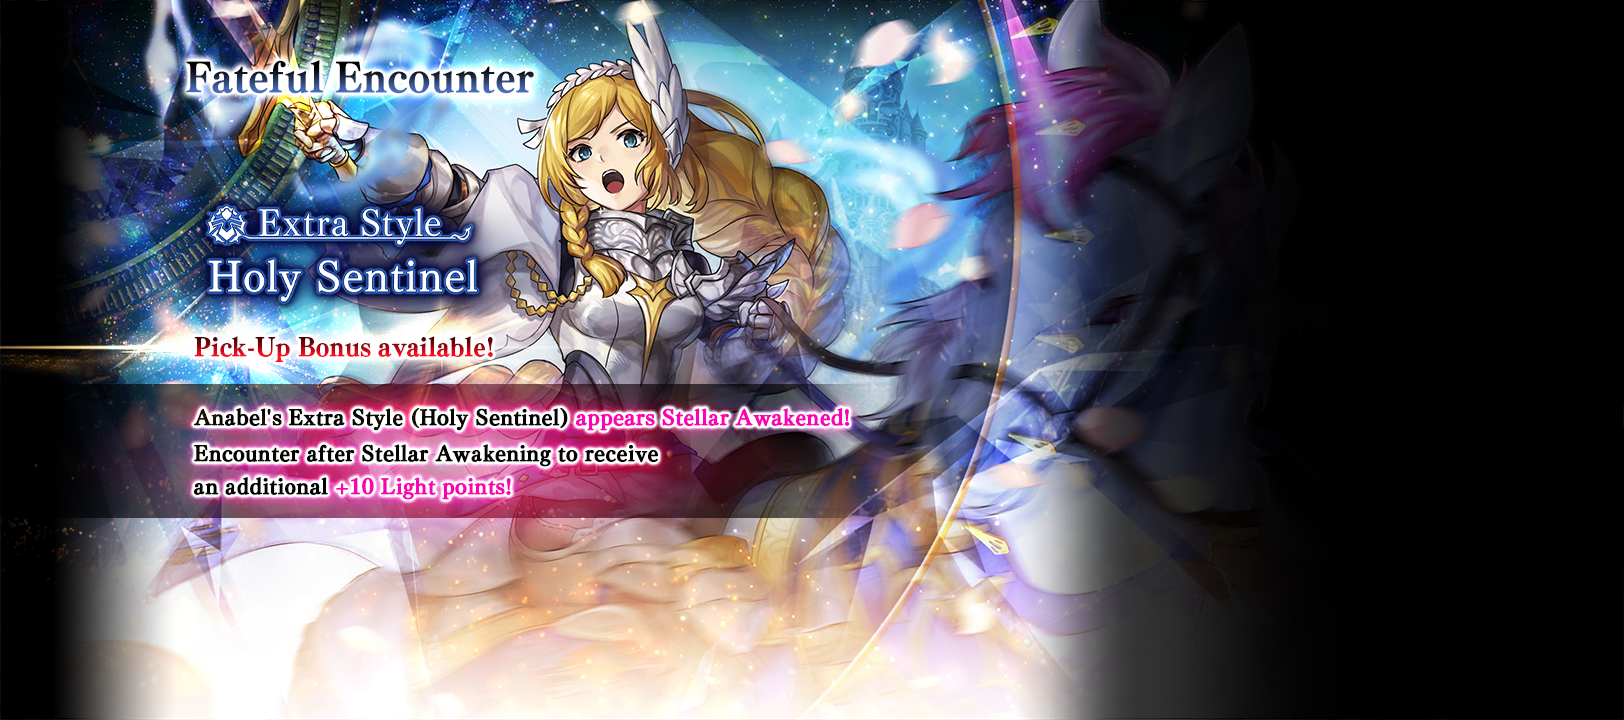 Fateful Encounter
Extra Style
Holy Sentinel
Pick-Up Bonus available!
Anabel's Extra Style (Holy Sentinel) appears Stellar Awakened!
Encounter after Stellar Awakening to receive
an additional +10 Light points!